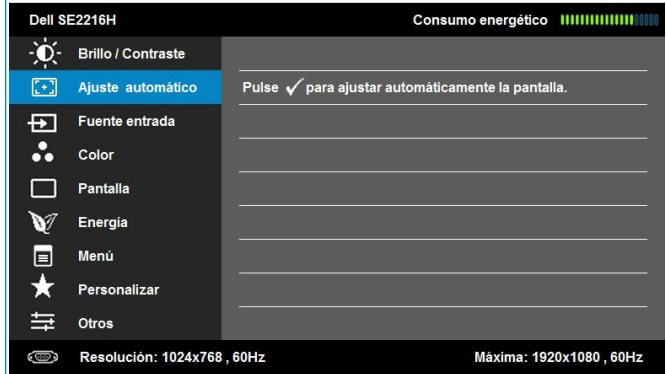 Dell SE2216H Consumo energético
Brillo / Contraste
Ajuste automático Pulse ✓ para ajustar automáticamente la pantalla.
Fuente entrada
Color
Pantalla
Energía
Menú
Personalizar
Otros
Resolución: 1024x768 , 60Hz Máxima: 1920x1080 , 60Hz